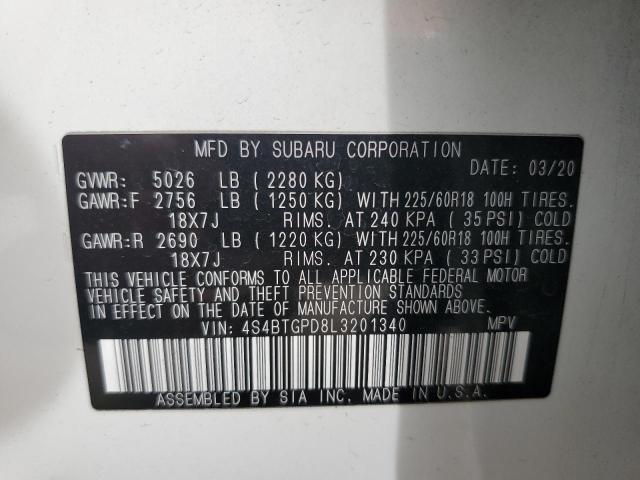 MFD BY SUBARU CORPORATION
DATE: 03/20
GVWR: 5026 LB (2280 KG)
GAWR:F 2756 LB (1250 KG) WITH 225/60R18 100H TIRES.
18X7J RIMS. AT 240 KPA (35 PSI) COLD
GAWR:R 2690 LB (1220 KG) WITH 225/60R18 100H TIRES.
18X7J RIMS. AT 230 KPA (33 PSI) COLD
THIS VEHICLE CONFORMS TO ALL APPLICABLE FEDERAL MOTOR
VEHICLE SAFETY AND THEFT PREVENTION STANDARDS
IN EFFECT ON THE DATE OF MANUFACTURE SHOWN ABOVE.
VIN: 4S4BTGPD8L3201340 MPV
ASSEMBLED BY SIA INC. MADE IN U.S.A.